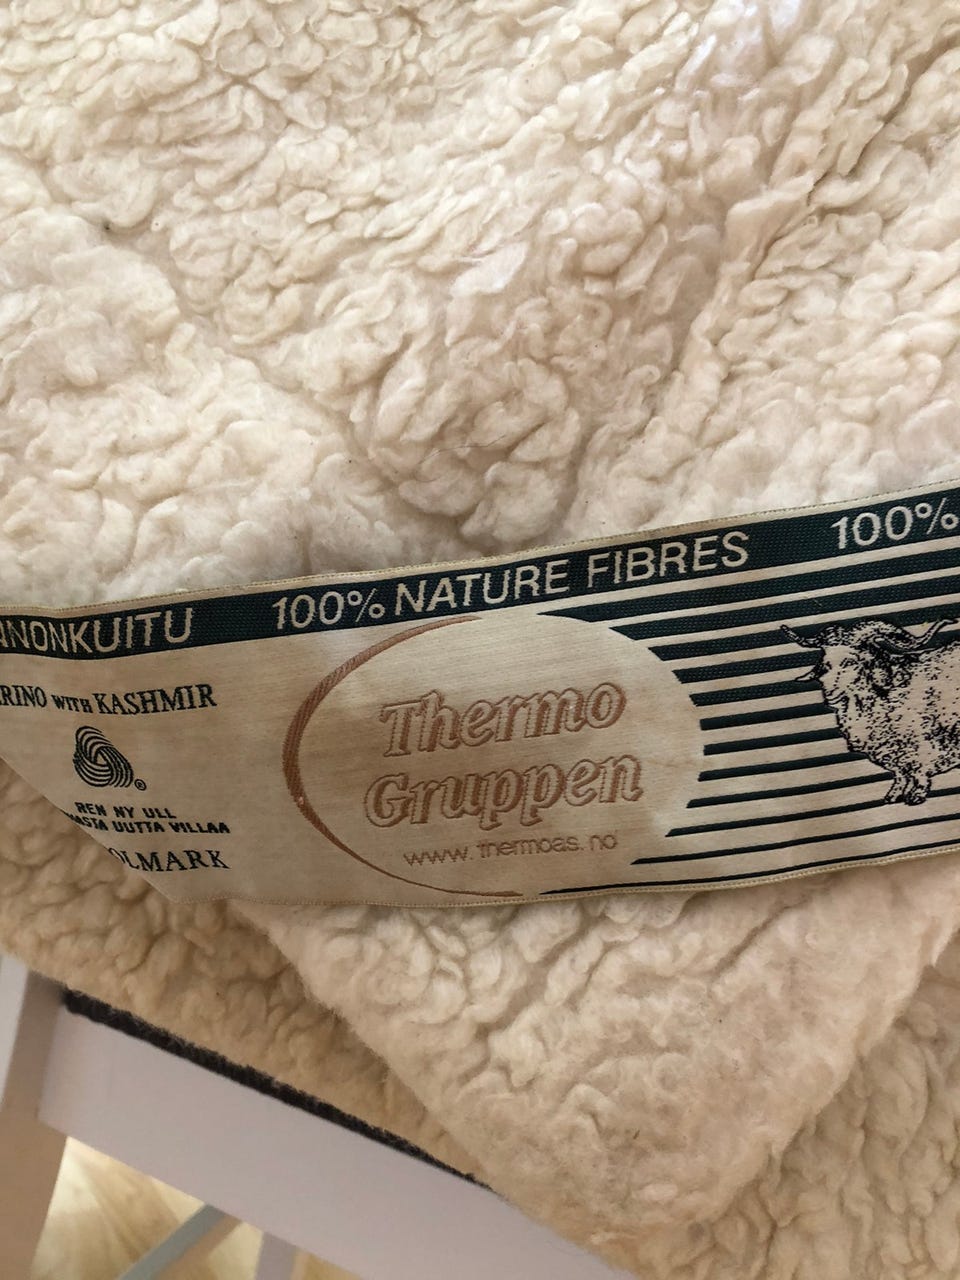 NNONKUITU 100% NATURE FIBRES 100%
RINO WITH KASHMIR
REN NY ULL
ASTA UUTTA VILLAA
OLMARK
Thermo
Gruppen
www.thermoas.no